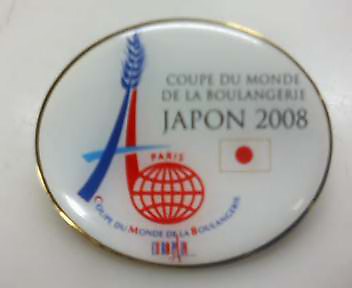 COUPE DU MONDE
DE LA BOULANGERIE
JAPON 2008
PARIS
COUPE DU MONDE DE LA BOULANGERIE